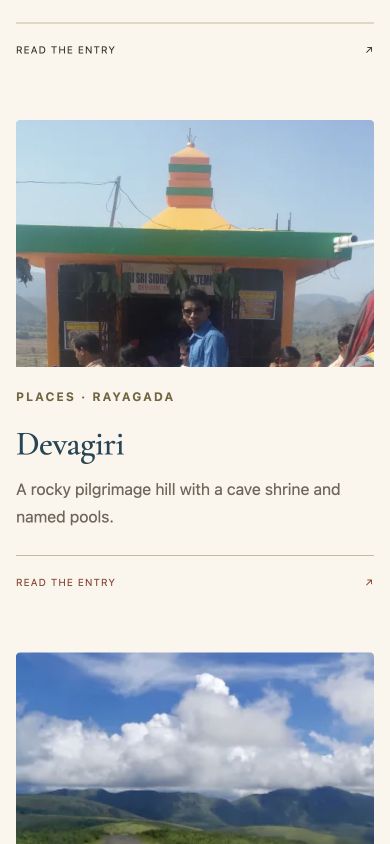 READ THE ENTRY ↗
PLACES · RAYAGADA
Devagiri
A rocky pilgrimage hill with a cave shrine and
named pools.
READ THE ENTRY ↗